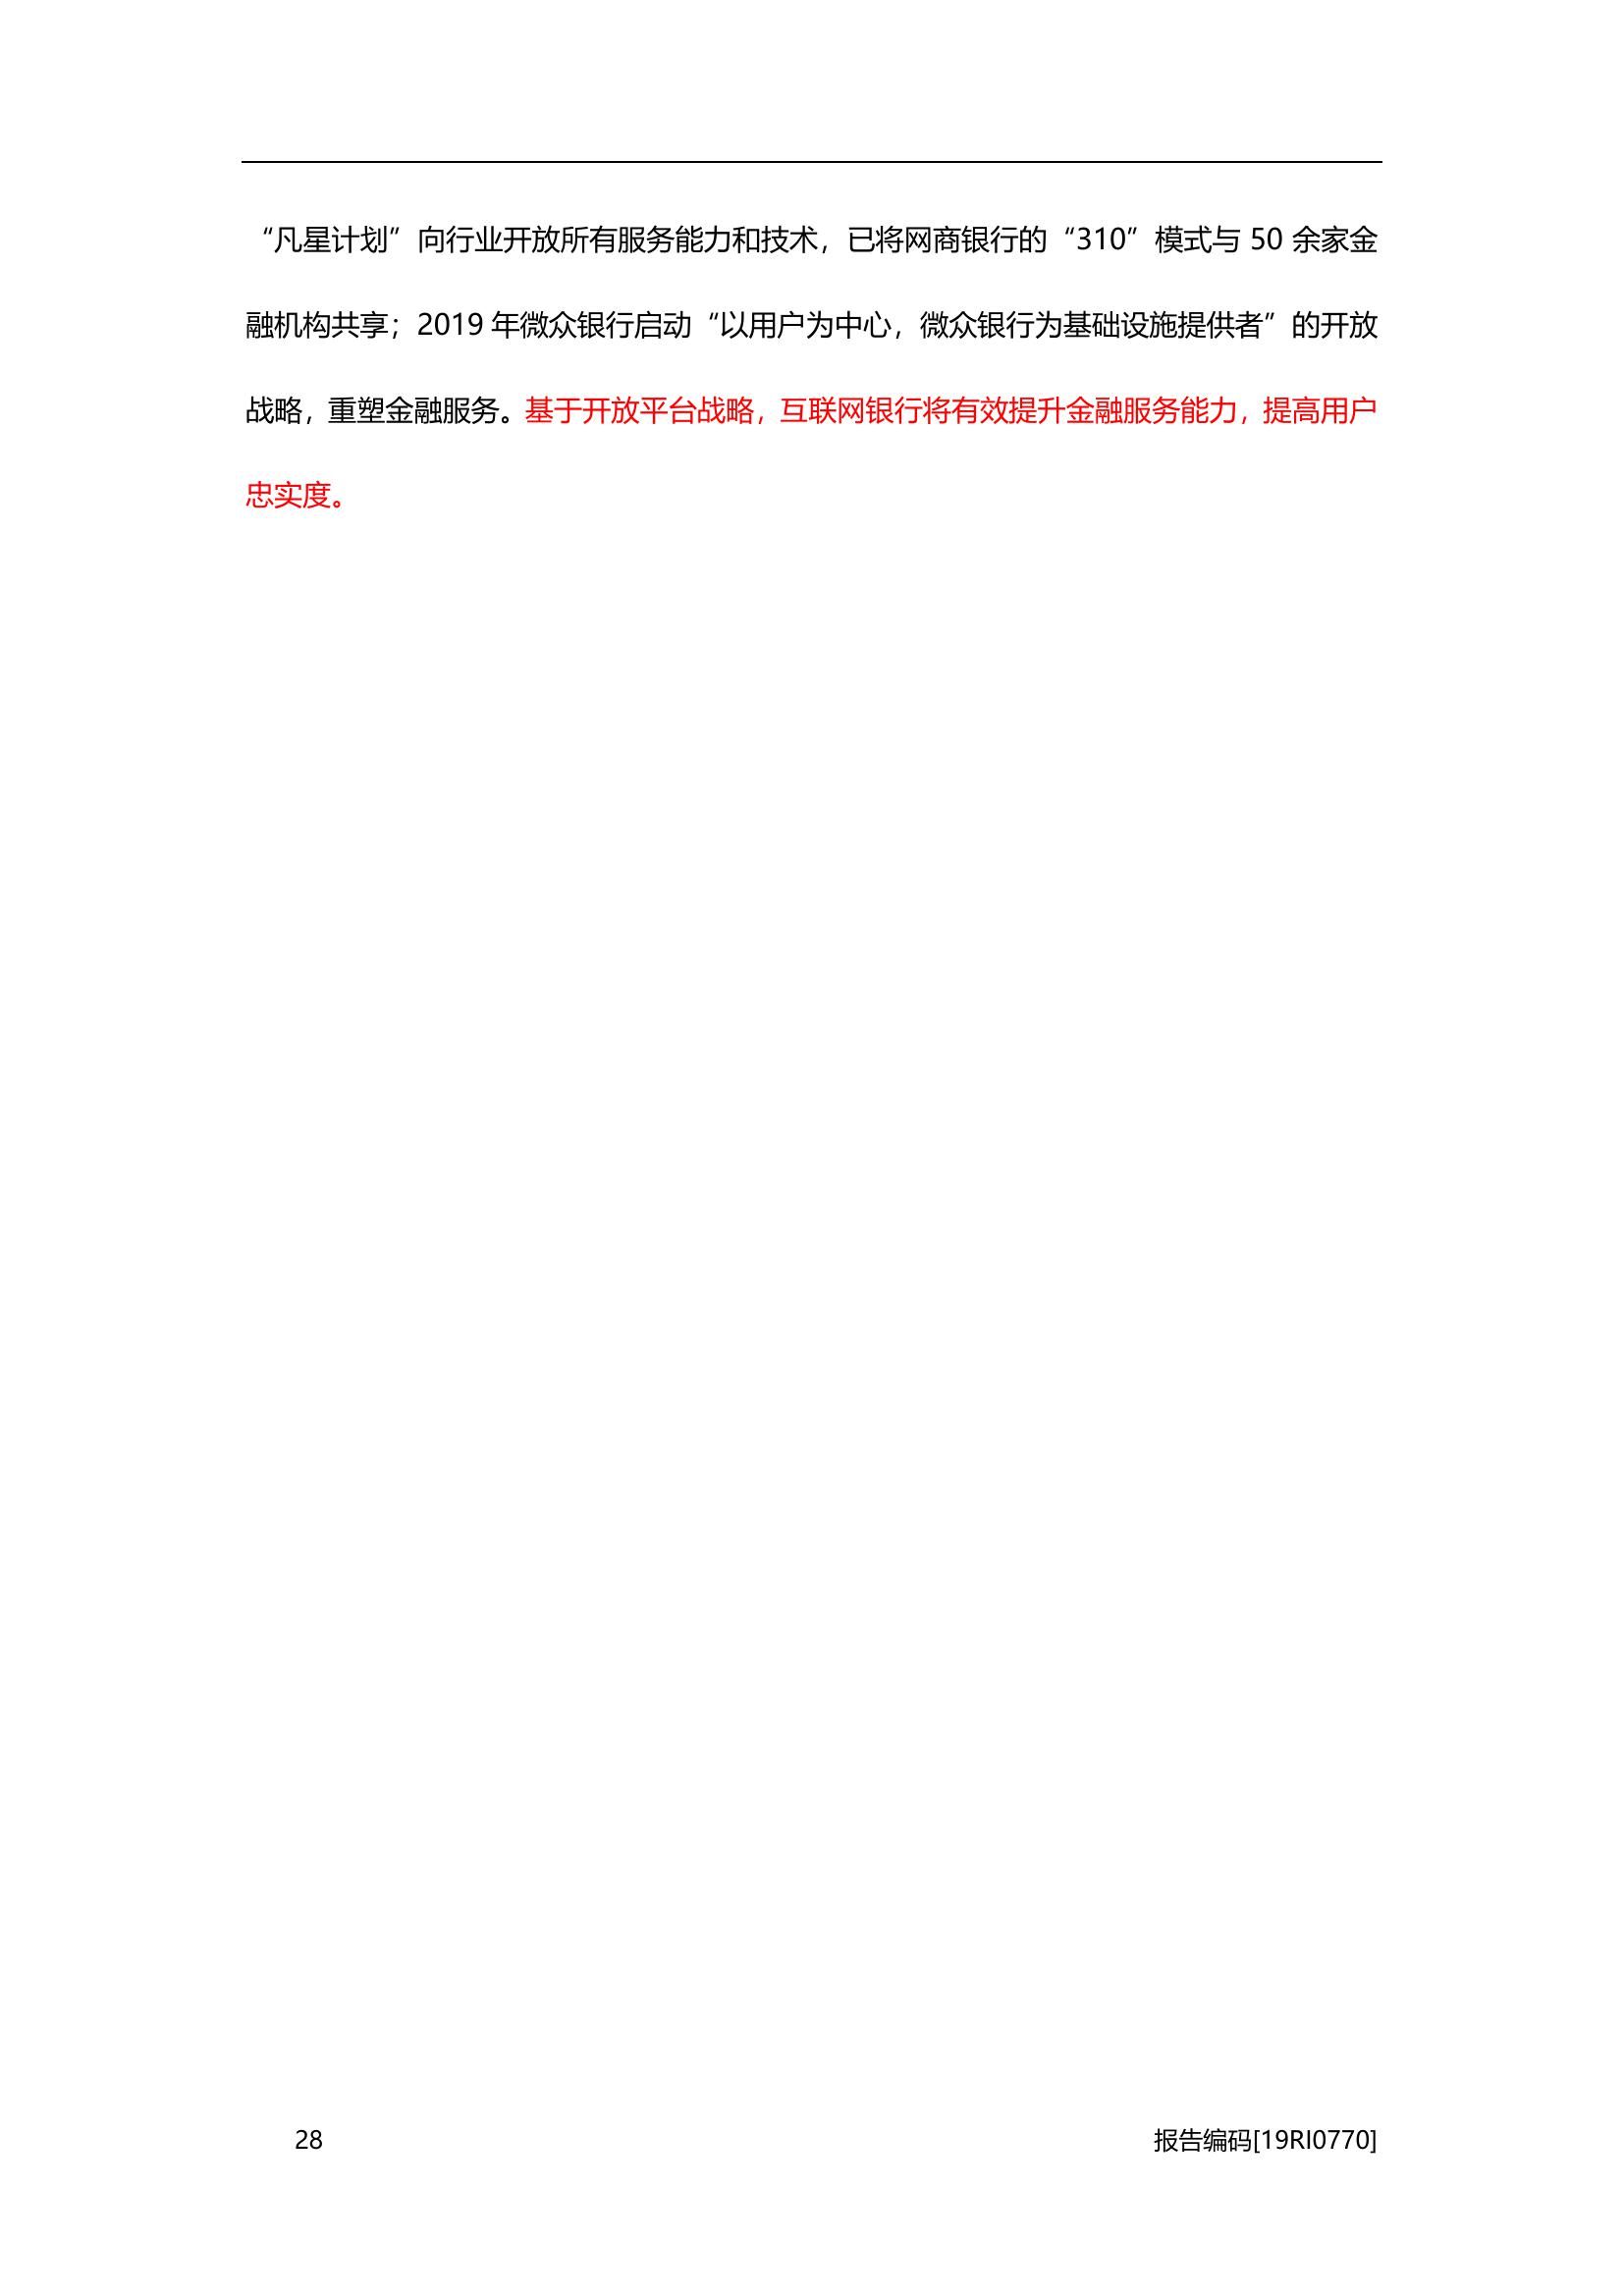 “凡星计划”向行业开放所有服务能力和技术，已将网商银行的“310”模式与 50 余家金
融机构共享；2019 年微众银行启动“以用户为中心，微众银行为基础设施提供者”的开放
战略，重塑金融服务。基于开放平台战略，互联网银行将有效提升金融服务能力，提高用户
忠实度。
28 报告编码[19RI0770]